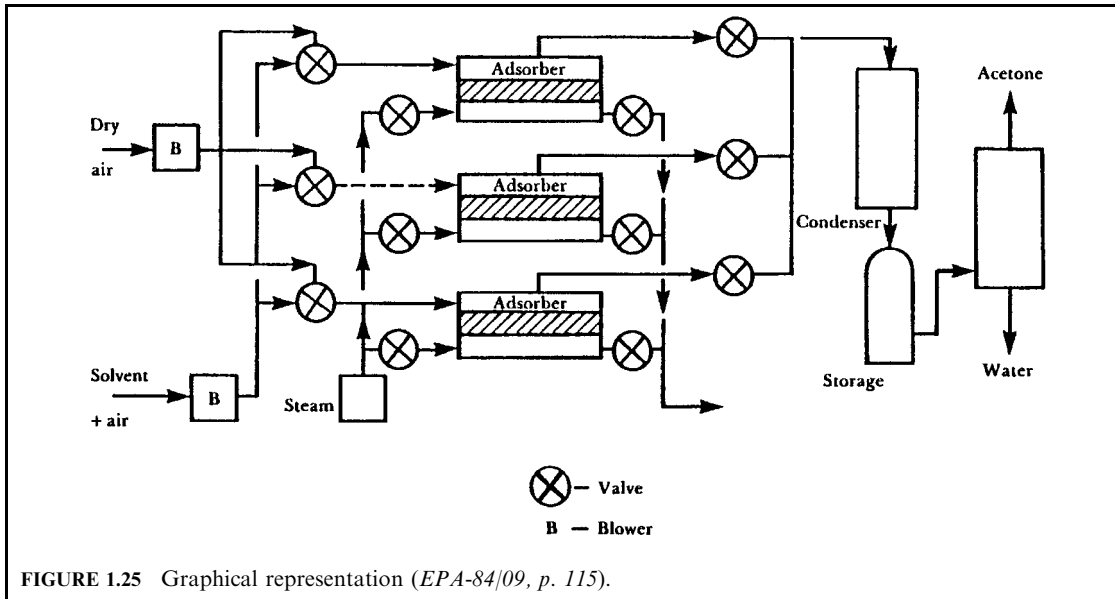 Adsorber
Acetone
Dry
air
B
Adsorber
Condenser
Adsorber
Solvent
+ air
B
Steam
Storage
Water
– Valve
B – Blower
FIGURE 1.25 Graphical representation (EPA-84/09, p. 115).